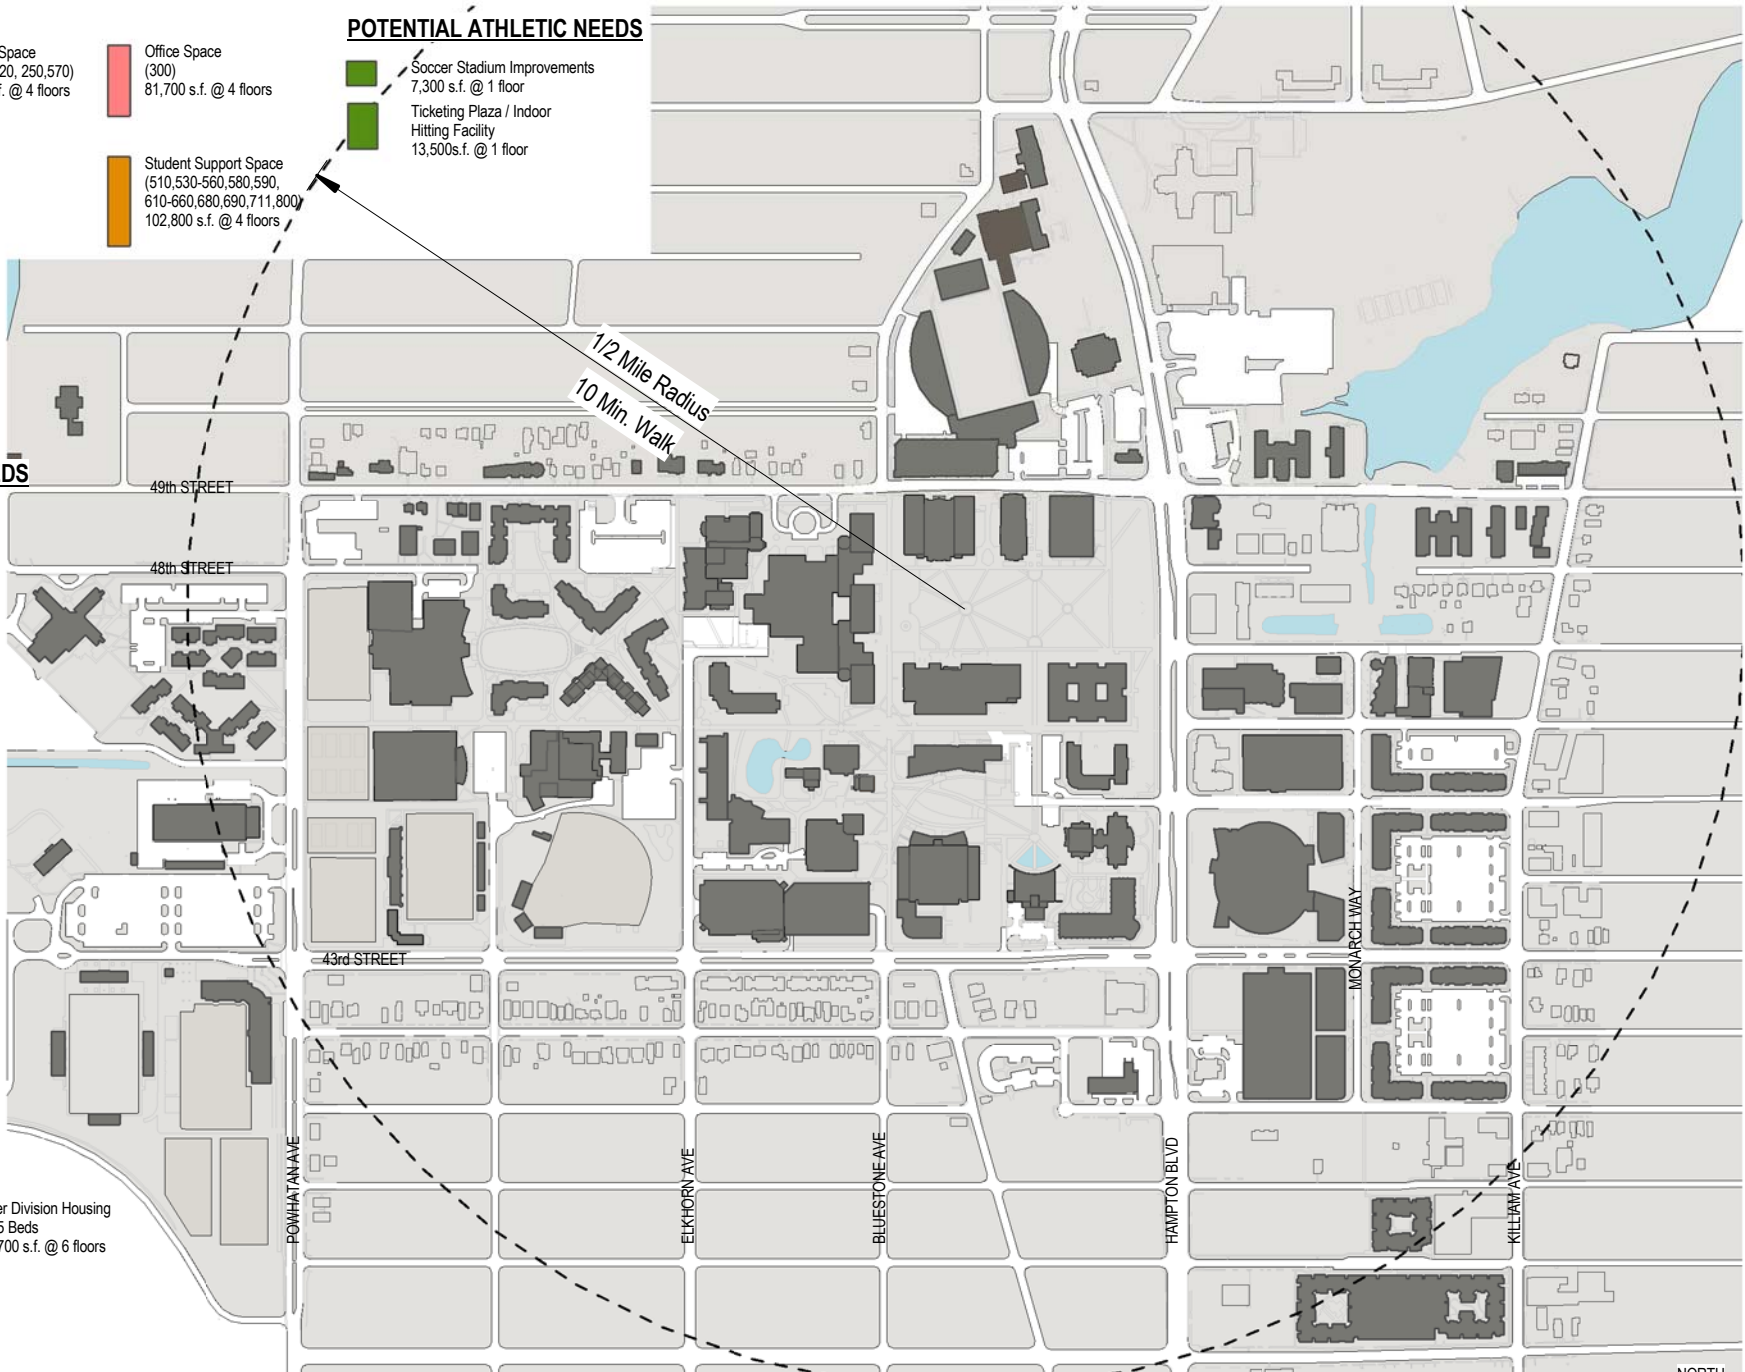 POTENTIAL ATHLETIC NEEDS
Space
20, 250,570)
f. @ 4 floors
Office Space
(300)
81,700 s.f. @ 4 floors
Soccer Stadium Improvements
7,300 s.f. @ 1 floor
Ticketing Plaza / Indoor
Hitting Facility
13,500s.f. @ 1 floor
Student Support Space
(510,530-560,580,590,
610-660,680,690,711,800)
102,800 s.f. @ 4 floors
1/2 Mile Radius
10 Min. Walk
DS
49th STREET
48th STREET
MONARCH WAY
43rd STREET
POWHATAN AVE
ELKHORN AVE
BLUESTONE AVE
HAMPTON BLVD
KILLIAM AVE
er Division Housing
5 Beds
700 s.f. @ 6 floors
NORTH